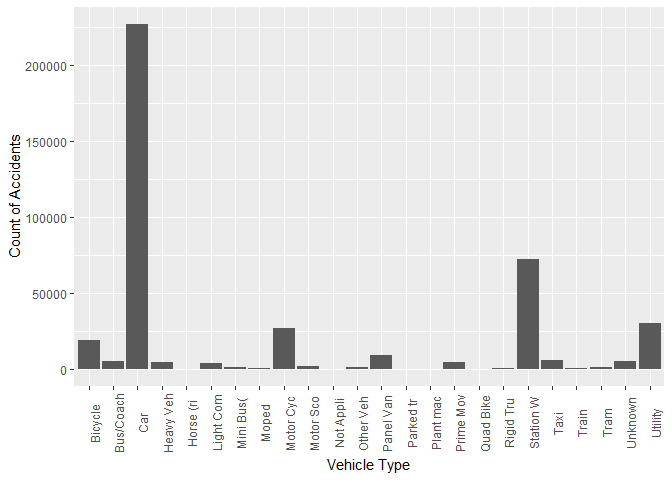 200000
150000
100000
50000
0
Count of Accidents
Bicycle
Bus/Coach
Car
Heavy Veh
Horse (ri
Light Com
Mini Bus(
Moped
Motor Cyc
Motor Sco
Not Appli
Other Veh
Panel Van
Parked tr
Plant mac
Prime Mov
Quad Bike
Rigid Tru
Station W
Taxi
Train
Tram
Unknown
Utility
Vehicle Type